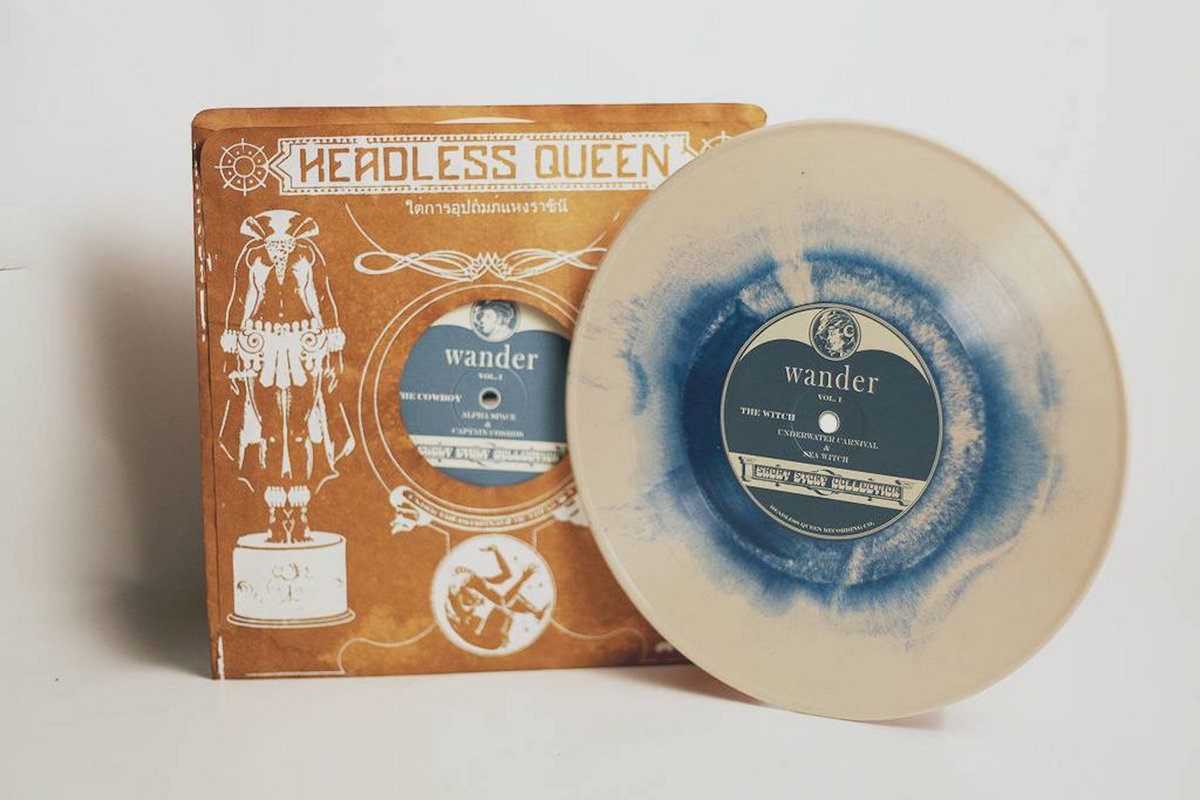 HEADLESS QUEEN
ใต้การอุปถัมภ์แห่งราชินี
wander
VOL. I
THE COWBOY
ALPHA SPACE
&
CAPTAIN COSMOS
SHORT STORY COLLECTION
wander
VOL. I
THE WITCH
UNDERWATER CARNIVAL
&
SEA WITCH
SHORT STORY COLLECTION
HEADLESS QUEEN RECORDING CO.